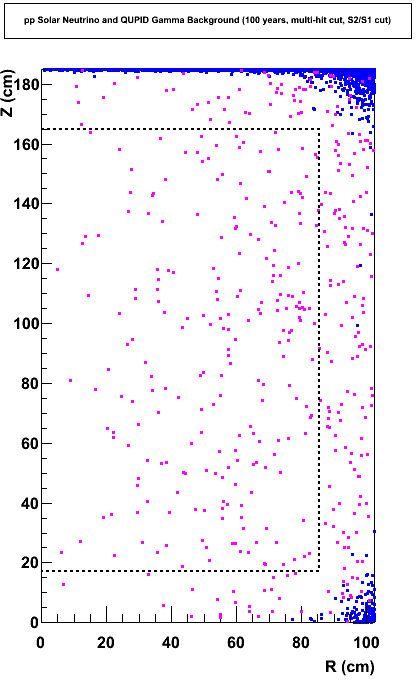 pp Solar Neutrino and QUPID Gamma Background (100 years, multi-hit cut, S2/S1 cut)
Z (cm)
180
160
140
120
100
80
60
40
20
0
0 20 40 60 80 100
R (cm)